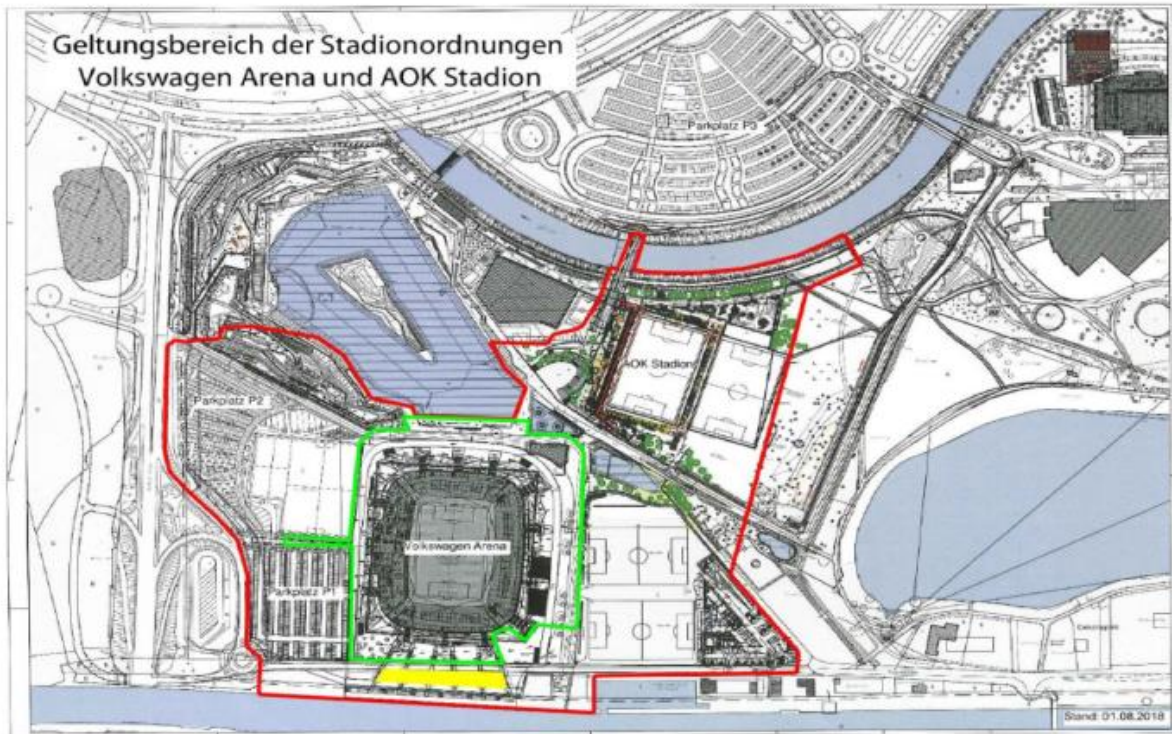 Geltungsbereich der Stadionordnungen
Volkswagen Arena und AOK Stadion
Parkplatz P3
AOK Stadion
Parkplatz P2
Volkswagen Arena
Parkplatz P1
Stand: 01.08.2018